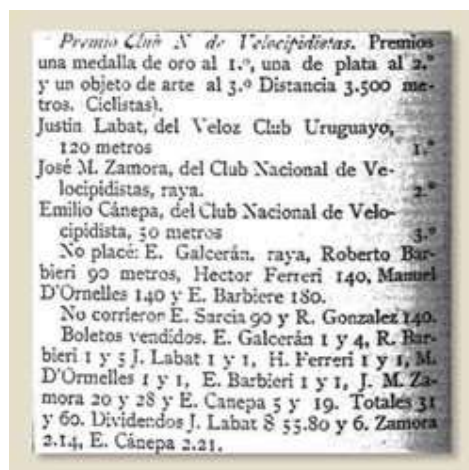 Premio Club N de Velocipidistas. Premios
una medalla de oro al 1.º, una de plata al 2.º
y un objeto de arte al 3.º Distancia 3.500 me-
tros. Ciclistas).
Justin Labat, del Veloz Club Uruguayo,
120 metros 1.º
José M. Zamora, del Club Nacional de Ve-
locipidistas, raya. 2.º
Emilio Cánepa, del Club Nacional de Velo-
cipidista, 50 metros 3.º
No placé: E. Galcerán, raya, Roberto Bar-
bieri 90 metros, Hector Ferreri 140, Manuel
D'Ornelles 140 y E. Barbiere 180.
No corrieron E. Sarcia 90 y R. Gonzalez 140.
Boletos vendidos. E. Galcerán 1 y 4, R. Bar-
bieri 1 y 5 J. Labat 1 y 1, H. Ferreri 1 y 1, M.
D'Ormelles 1 y 1, E. Barbieri 1 y 1, J. M. Za-
mora 20 y 28 y E. Canepa 5 y 19. Totales 31
y 60. Dividendos J. Labat 8 55.80 y 6. Zamora
2.14, E. Cánepa 2.21.